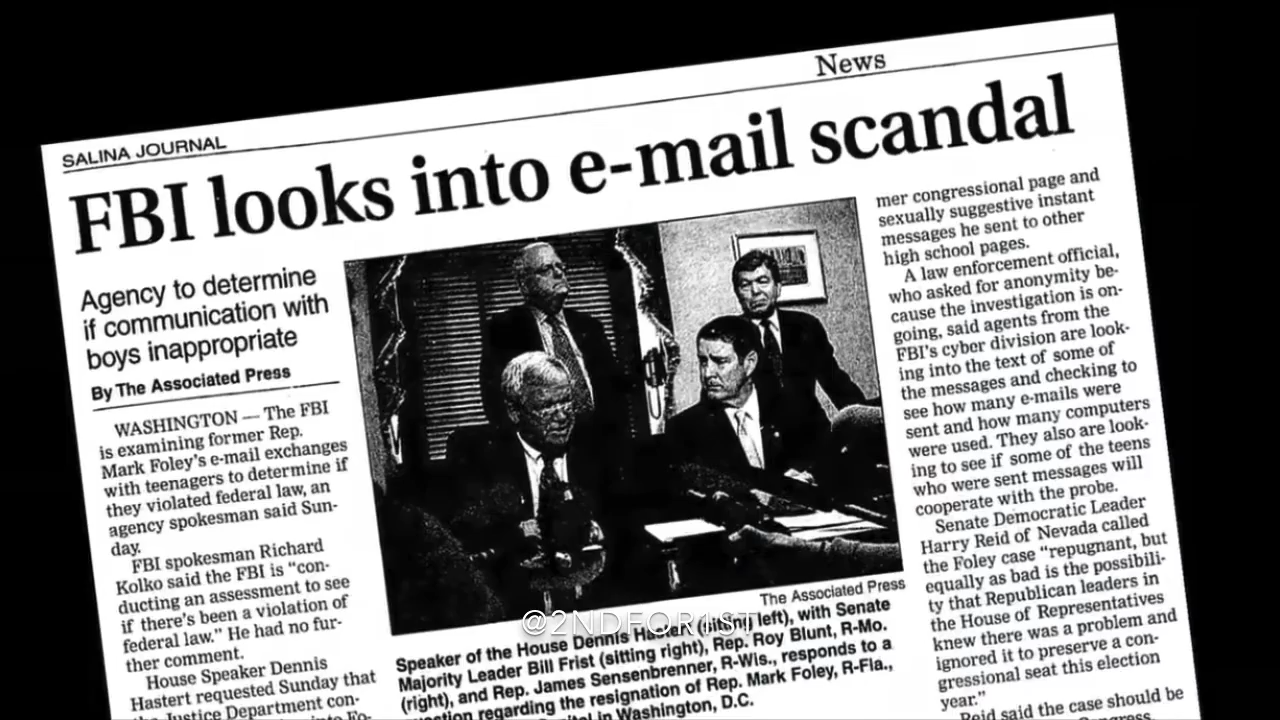 News
SALINA JOURNAL
FBI looks into e-mail scandal
Agency to determine
if communication with
boys inappropriate
By The Associated Press
WASHINGTON — The FBI
is examining former Rep.
Mark Foley's e-mail exchanges
with teenagers to determine if
they violated federal law, an
agency spokesman said Sun-
day.
FBI spokesman Richard
Kolko said the FBI is "con-
ducting an assessment to see
if there's been a violation of
federal law." He had no fur-
ther comment.
House Speaker Dennis
Hastert requested Sunday that
the Justice Department con-
The Associated Press
@2NDFOR1ST
Speaker of the House Dennis (sitting left), with Senate
Majority Leader Bill Frist (sitting right), Rep. Roy Blunt, R-Mo.
(right), and Rep. James Sensenbrenner, R-Wis., responds to a
regarding the resignation of Rep. Mark Foley, R-Fla.,
in Washington, D.C.
mer congressional page and
sexually suggestive instant
messages he sent to other
high school pages.
A law enforcement official,
who asked for anonymity be-
cause the investigation is on-
going, said agents from the
FBI's cyber division are look-
ing into the text of some of
the messages and checking to
see how many e-mails were
sent and how many computers
were used. They also are look-
ing to see if some of the teens
who were sent messages will
cooperate with the probe.
Senate Democratic Leader
Harry Reid of Nevada called
the Foley case "repugnant, but
equally as bad is the possibili-
ty that Republican leaders in
the House of Representatives
knew there was a problem and
ignored it to preserve a con-
gressional seat this election
year."
Reid said the case should be